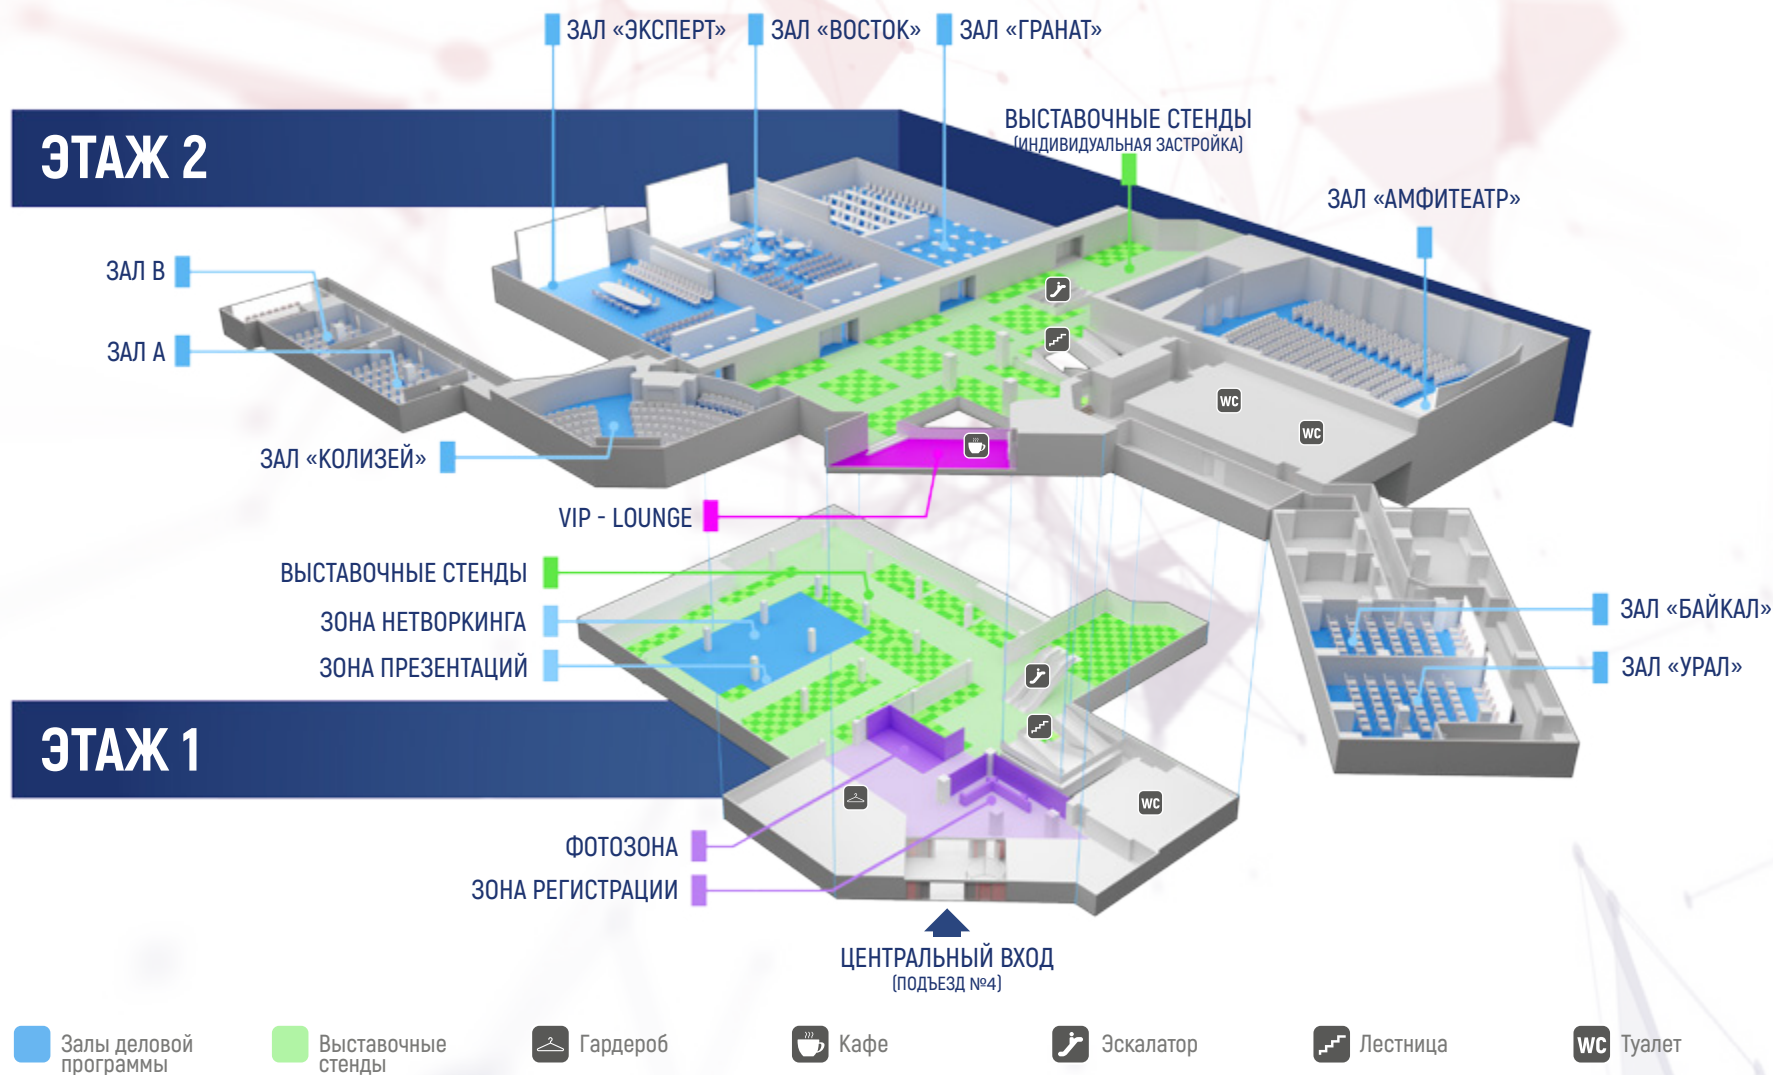 ЗАЛ «ЭКСПЕРТ»
ЗАЛ «ВОСТОК»
ЗАЛ «ГРАНАТ»
ВЫСТАВОЧНЫЕ СТЕНДЫ
(ИНДИВИДУАЛЬНАЯ ЗАСТРОЙКА)
ЭТАЖ 2
ЗАЛ «АМФИТЕАТР»
ЗАЛ B
ЗАЛ А
WC
WC
ЗАЛ «КОЛИЗЕЙ»
VIP - LOUNGE
ВЫСТАВОЧНЫЕ СТЕНДЫ
ЗОНА НЕТВОРКИНГА
ЗОНА ПРЕЗЕНТАЦИЙ
ЗАЛ «БАЙКАЛ»
ЗАЛ «УРАЛ»
ЭТАЖ 1
WC
ФОТОЗОНА
ЗОНА РЕГИСТРАЦИИ
ЦЕНТРАЛЬНЫЙ ВХОД
(ПОДЪЕЗД №4)
Залы деловой
программы
Выставочные
стенды
Гардероб
Кафе
Эскалатор
Лестница
WC Туалет